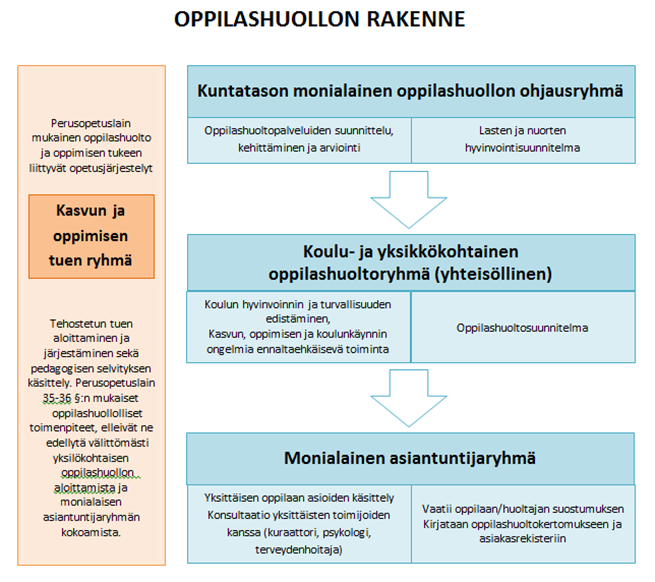 OPPILASHUOLLON RAKENNE
Perusopetuslain
mukainen oppilashuolto
ja oppimisen tukeen
liittyvät opetusjärjestelyt
Kasvun ja
oppimisen
tuen ryhmä
Tehostetun tuen
aloittaminen ja
järjestäminen sekä
pedagogisen selvityksen
käsittely. Perusopetuslain
35-36 §:n mukaiset
oppilashuollolliset
toimenpiteet, elleivät ne
edellytä välittömästi
yksilökohtaisen
oppilashuollon
aloittamista ja
monialaisen
asiantuntijaryhmän
kokoamista.
Kuntatason monialainen oppilashuollon ohjausryhmä
Oppilashuoltopalveluiden suunnittelu,
kehittäminen ja arviointi
Lasten ja nuorten
hyvinvointisuunnitelma
Koulu- ja yksikkökohtainen
oppilashuoltoryhmä (yhteisöllinen)
Koulun hyvinvoinnin ja turvallisuuden
edistäminen,
Kasvun, oppimisen ja koulunkäynnin
ongelmia ennaltaehkäisevä toiminta
Oppilashuoltosuunnitelma
Monialainen asiantuntijaryhmä
Yksittäisen oppilaan asioiden käsittely
Konsultaatio yksittäisten toimijoiden
kanssa (kuraattori, psykologi,
terveydenhoitaja)
Vaatii oppilaan/huoltajan suostumuksen
Kirjataan oppilashuoltokertomukseen ja
asiakasrekisteriin